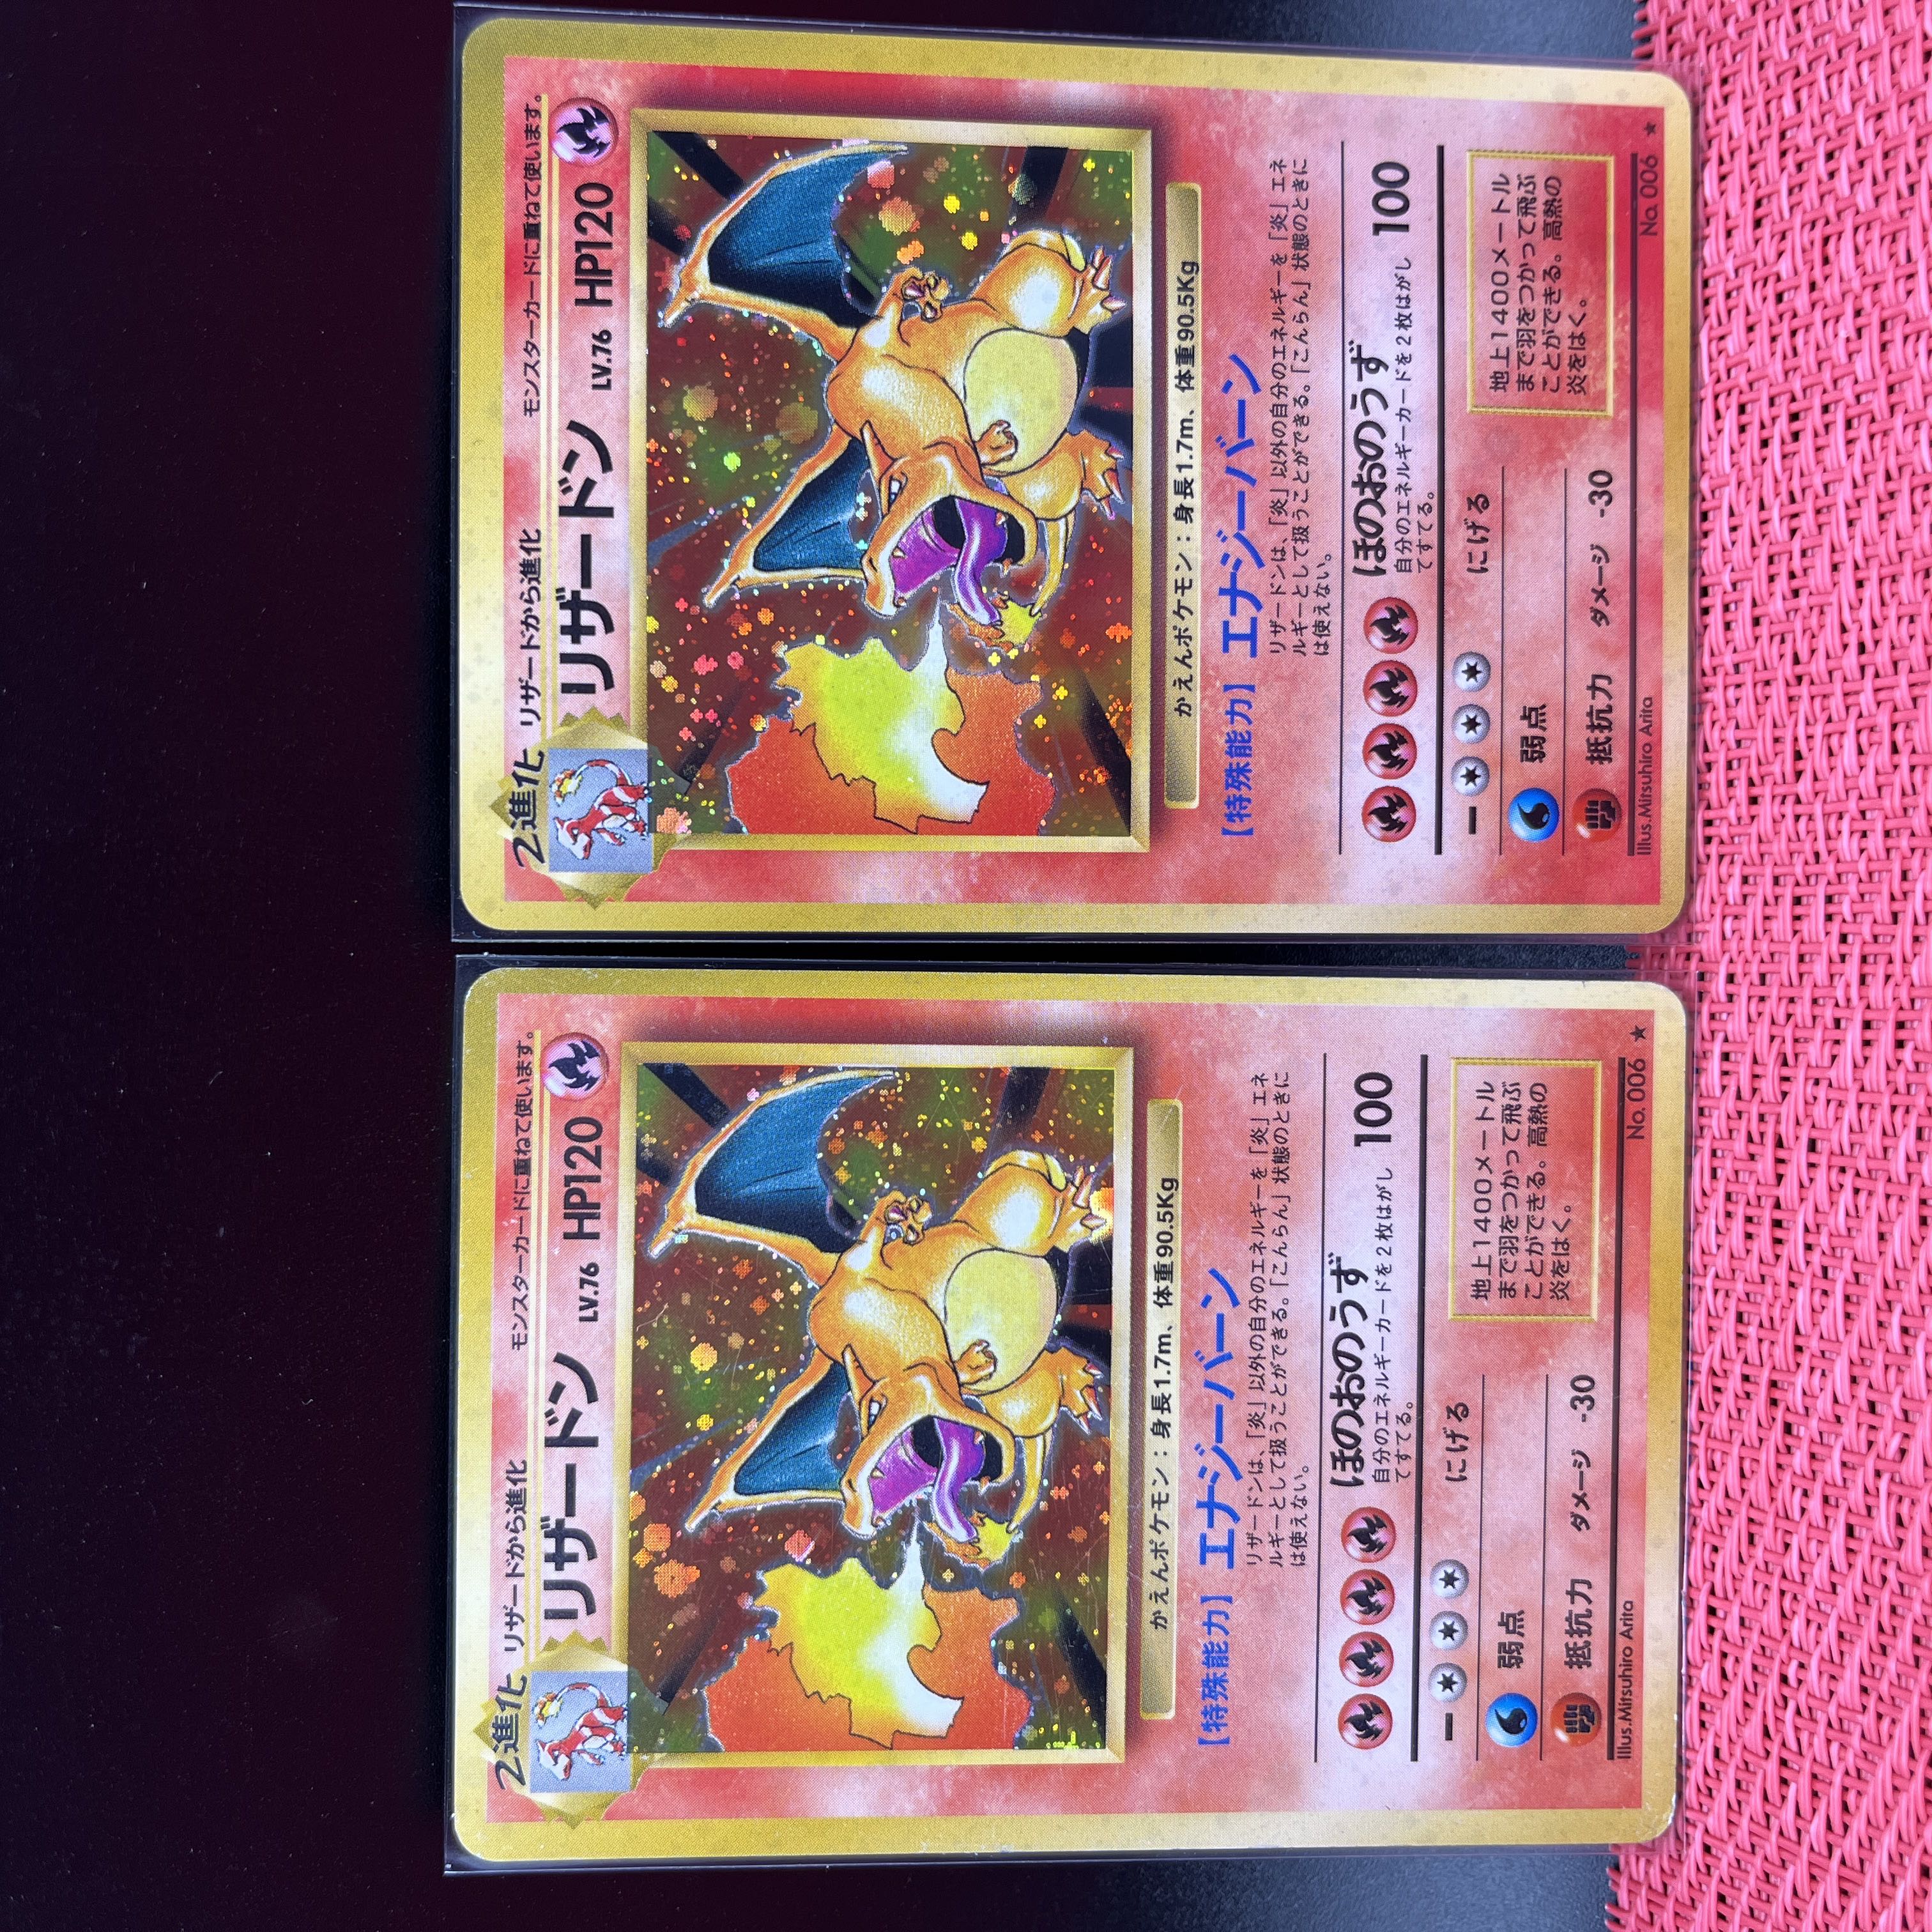 2進化 リザードから進化 モンスターカードに重ねて使います。
リザードン LV.76 HP120
かえんポケモン：身長1.7m、体重90.5Kg
【特殊能力】 エナジーバーン
リザードンは、「炎」以外の自分のエネルギーを「炎」エネ
ルギーとして扱うことができる。「こんらん」状態のときに
は使えない。
ほのおのうず 100
自分のエネルギーカードを2枚はがし
てすてる。
ー にげる
弱点
抵抗力 ダメージ -30
地上1400メートル
まで羽をつかって飛ぶ
ことができる。高熱の
炎をはく。
Illus.Mitsuhiro Arita No. 006 ★
2進化 リザードから進化 モンスターカードに重ねて使います。
リザードン LV.76 HP120
かえんポケモン：身長1.7m、体重90.5Kg
【特殊能力】 エナジーバーン
リザードンは、「炎」以外の自分のエネルギーを「炎」エネ
ルギーとして扱うことができる。「こんらん」状態のときに
は使えない。
ほのおのうず 100
自分のエネルギーカードを2枚はがし
てすてる。
ー にげる
弱点
抵抗力 ダメージ -30
地上1400メートル
まで羽をつかって飛ぶ
ことができる。高熱の
炎をはく。
Illus.Mitsuhiro Arita No. 006 ★